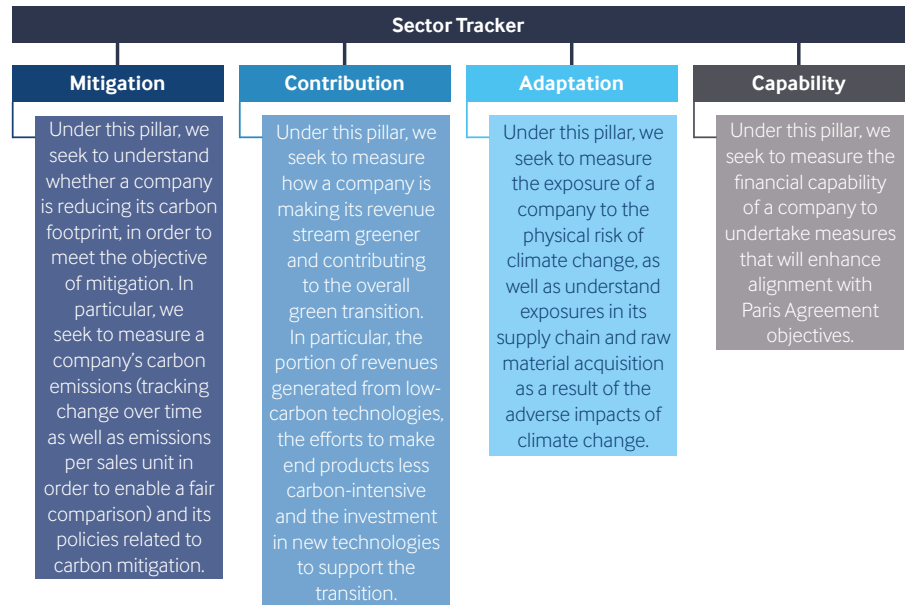 Sector Tracker
Mitigation
Under this pillar, we
seek to understand
whether a company
is reducing its carbon
footprint, in order to
meet the objective
of mitigation. In
particular, we
seek to measure a
company's carbon
emissions (tracking
change over time
as well as emissions
per sales unit in
order to enable a fair
comparison) and its
policies related to
carbon mitigation.
Contribution
Under this pillar, we
seek to measure
how a company is
making its revenue
stream greener
and contributing
to the overall
green transition.
In particular, the
portion of revenues
generated from low-
carbon technologies,
the efforts to make
end products less
carbon-intensive
and the investment
in new technologies
to support the
transition.
Adaptation
Under this pillar, we
seek to measure
the exposure of a
company to the
physical risk of
climate change, as
well as understand
exposures in its
supply chain and raw
material acquisition
as a result of the
adverse impacts of
climate change.
Capability
Under this pillar, we
seek to measure the
financial capability
of a company to
undertake measures
that will enhance
alignment with
Paris Agreement
objectives.